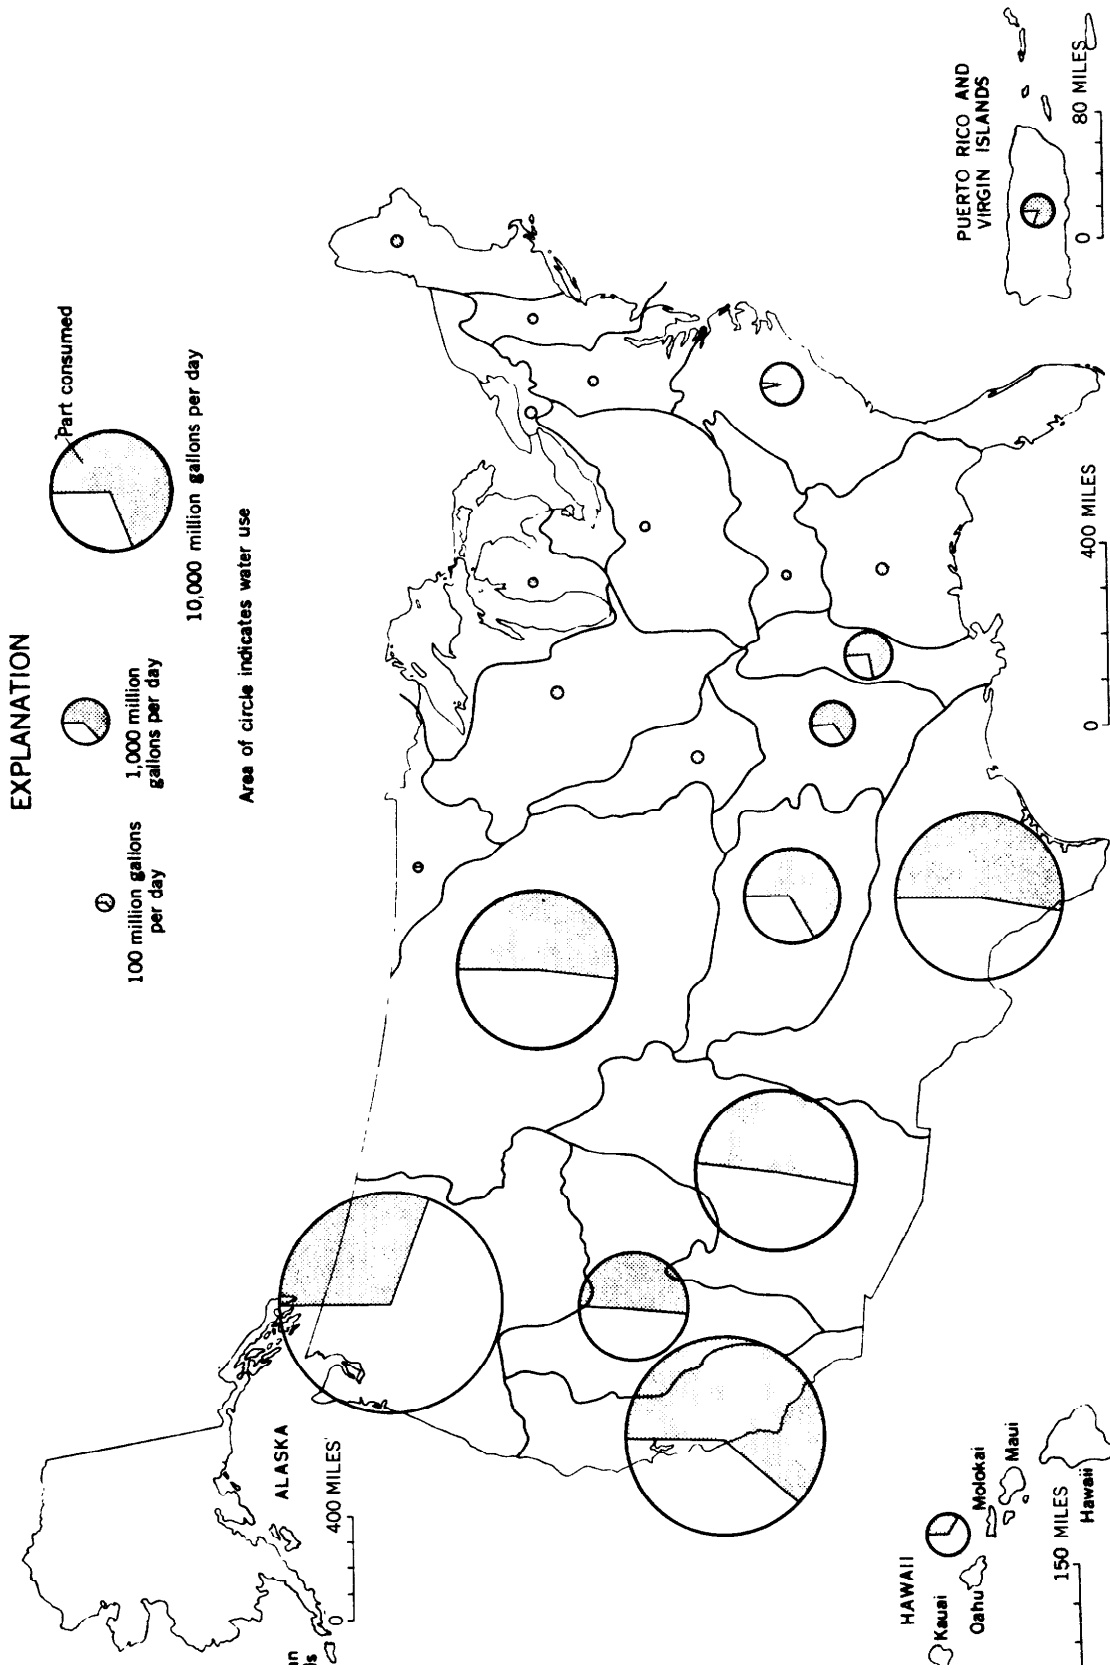 EXPLANATION
100 million gallons
per day
1,000 million
gallons per day
Part consumed
10,000 million gallons per day
Area of circle indicates water use
ALASKA
0
400 MILES
HAWAII
Kauai
Oahu
Molokai
Maui
Hawaii
150 MILES
0
400 MILES
PUERTO RICO AND
VIRGIN ISLANDS
0
80 MILES